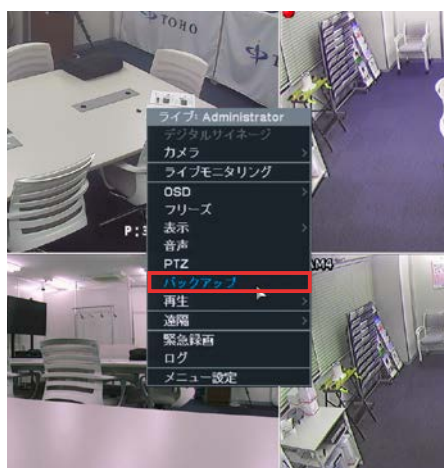 TOHO
ライブ: Administrator
デジタルサイネージ
カメラ
ライブモニタリング
OSD
フリーズ
表示
音声
P:3
PTZ
バックアップ
再生
遠隔
緊急録画
ログ
メニュー設定